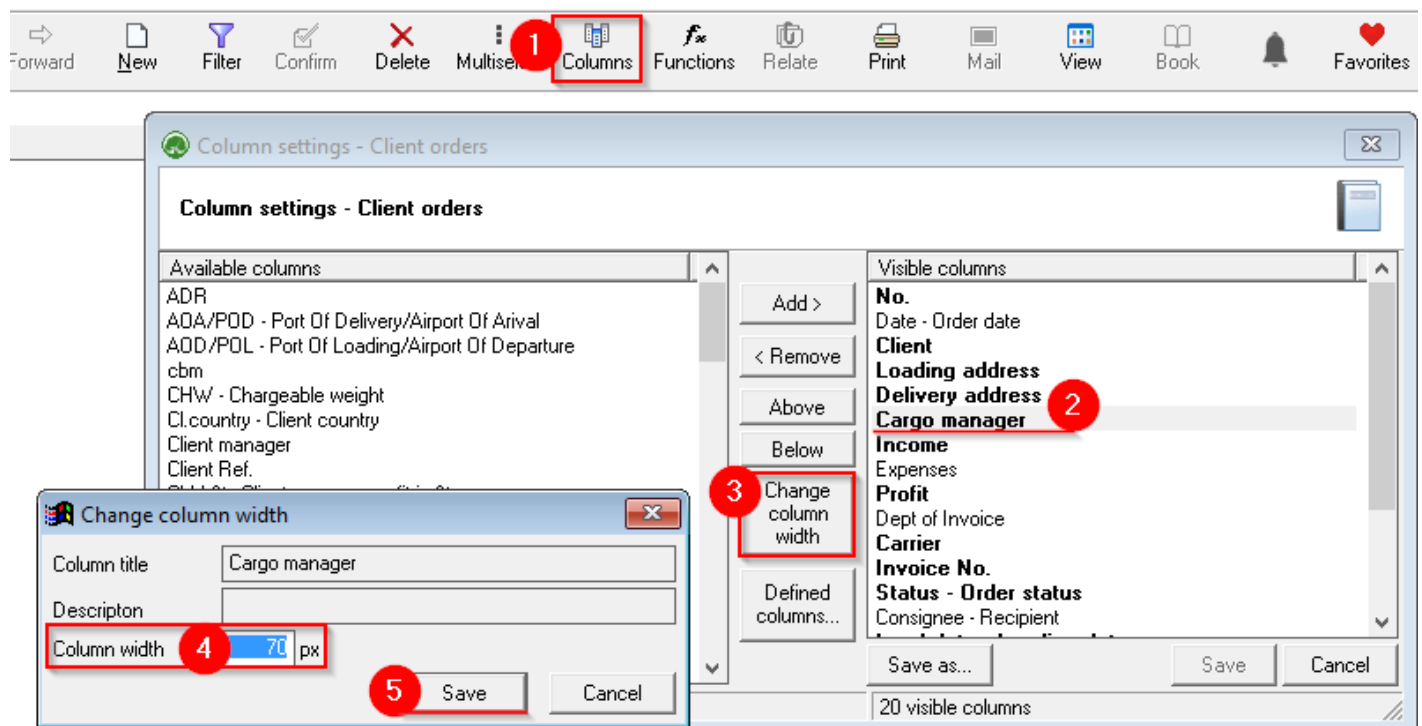 Forward New Filter Confirm Delete Multisel 1 Columns Functions Relate Print Mail View Book Favorites
Column settings - Client orders
Column settings - Client orders
Available columns
ADR
AOA/POD - Port Of Delivery/Airport Of Arival
AOD/POL - Port Of Loading/Airport Of Departure
cbm
CHW - Chargeable weight
Cl.country - Client country
Client manager
Client Ref.
Add >
< Remove
Above
Below
3
Change
column
width
Defined
columns...
Visible columns
No.
Date - Order date
Client
Loading address
Delivery address
2
Cargo manager
Income
Expenses
Profit
Dept of Invoice
Carrier
Invoice No.
Status - Order status
Consignee - Recipient
Save as... Save Cancel
20 visible columns
Change column width
Column title Cargo manager
Descripton
Column width 4 70 px
5 Save Cancel